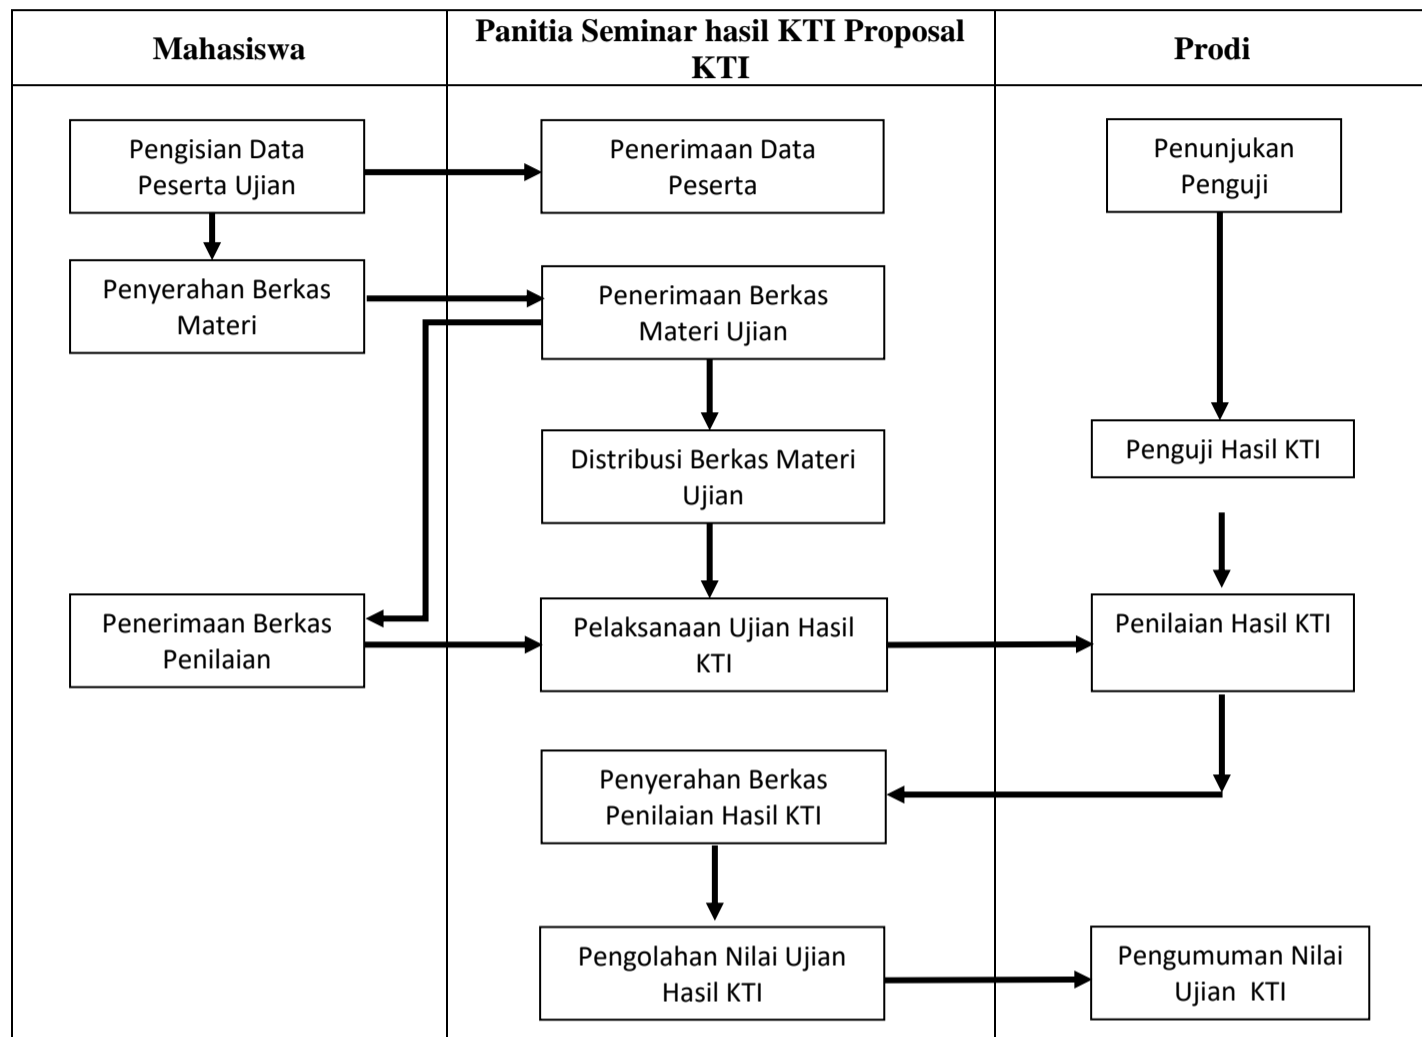 Mahasiswa
Panitia Seminar hasil KTI Proposal
KTI
Prodi
Pengisian Data
Peserta Ujian
Penerimaan Data
Peserta
Penunjukan
Penguji
Penyerahan Berkas
Materi
Penerimaan Berkas
Materi Ujian
Distribusi Berkas Materi
Ujian
Penguji Hasil KTI
Penerimaan Berkas
Penilaian
Pelaksanaan Ujian Hasil
KTI
Penilaian Hasil KTI
Penyerahan Berkas
Penilaian Hasil KTI
Pengolahan Nilai Ujian
Hasil KTI
Pengumuman Nilai
Ujian  KTI